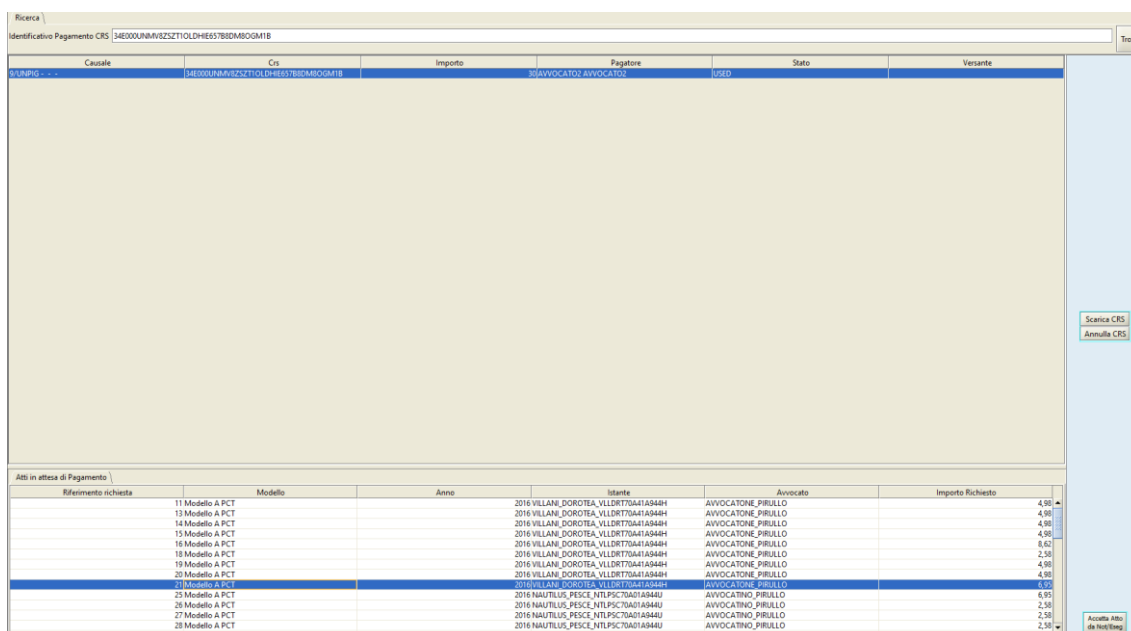 Ricerca
Identificativo Pagamento CRS 34E000UNMV8ZSZT1OLDHIE657B8DM8OGM1B
Causale Crs Importo Pagatore Stato Versante
9/UNPIG - - - 34E000UNMV8ZSZT1OLDHIE657B8DM8OGM1B 30 AVVOCATO2 AVVOCATO2 USED
Scarica CRS
Annulla CRS
Atti in attesa di Pagamento
Riferimento richiesta Modello Anno Istante Avvocato Importo Richiesto
11 Modello A PCT 2016 VILLANI_DOROTEA_VLLDRT70A41A944H AVVOCATONE_PIRULLO 4,98
13 Modello A PCT 2016 VILLANI_DOROTEA_VLLDRT70A41A944H AVVOCATONE_PIRULLO 4,98
14 Modello A PCT 2016 VILLANI_DOROTEA_VLLDRT70A41A944H AVVOCATONE_PIRULLO 4,98
15 Modello A PCT 2016 VILLANI_DOROTEA_VLLDRT70A41A944H AVVOCATONE_PIRULLO 4,98
16 Modello A PCT 2016 VILLANI_DOROTEA_VLLDRT70A41A944H AVVOCATONE_PIRULLO 8,62
18 Modello A PCT 2016 VILLANI_DOROTEA_VLLDRT70A41A944H AVVOCATONE_PIRULLO 2,58
19 Modello A PCT 2016 VILLANI_DOROTEA_VLLDRT70A41A944H AVVOCATONE_PIRULLO 4,98
20 Modello A PCT 2016 VILLANI_DOROTEA_VLLDRT70A41A944H AVVOCATONE_PIRULLO 4,98
21 Modello A PCT 2016 VILLANI_DOROTEA_VLLDRT70A41A944H AVVOCATONE_PIRULLO 6,95
25 Modello A PCT 2016 NAUTILUS_PESCE_NTLPSC70A01A944U AVVOCATINO_PIRULLO 6,95
26 Modello A PCT 2016 NAUTILUS_PESCE_NTLPSC70A01A944U AVVOCATINO_PIRULLO 2,58
27 Modello A PCT 2016 NAUTILUS_PESCE_NTLPSC70A01A944U AVVOCATINO_PIRULLO 2,58
28 Modello A PCT 2016 NAUTILUS_PESCE_NTLPSC70A01A944U AVVOCATINO_PIRULLO 2,58
Accetta Atto
da Not/Eseg